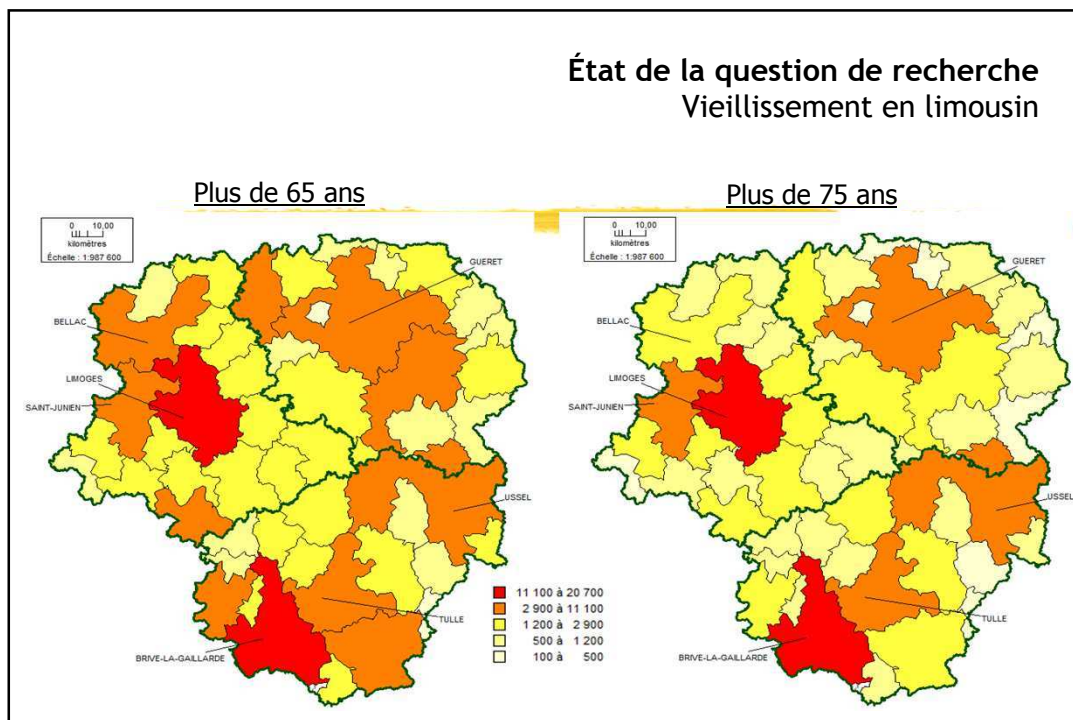 État de la question de recherche
Vieillissement en limousin
Plus de 65 ans
Plus de 75 ans
0 10,00
kilomètres
Échelle : 1:987 600
GUERET
BELLAC
LIMOGES
SAINT-JUNIEN
USSEL
TULLE
BRIVE-LA-GAILLARDE
11 100 à 20 700
2 900 à 11 100
1 200 à 2 900
500 à 1 200
100 à 500
0 10,00
kilomètres
Échelle : 1:987 600
GUERET
BELLAC
LIMOGES
SAINT-JUNIEN
USSEL
TULLE
BRIVE-LA-GAILLARDE